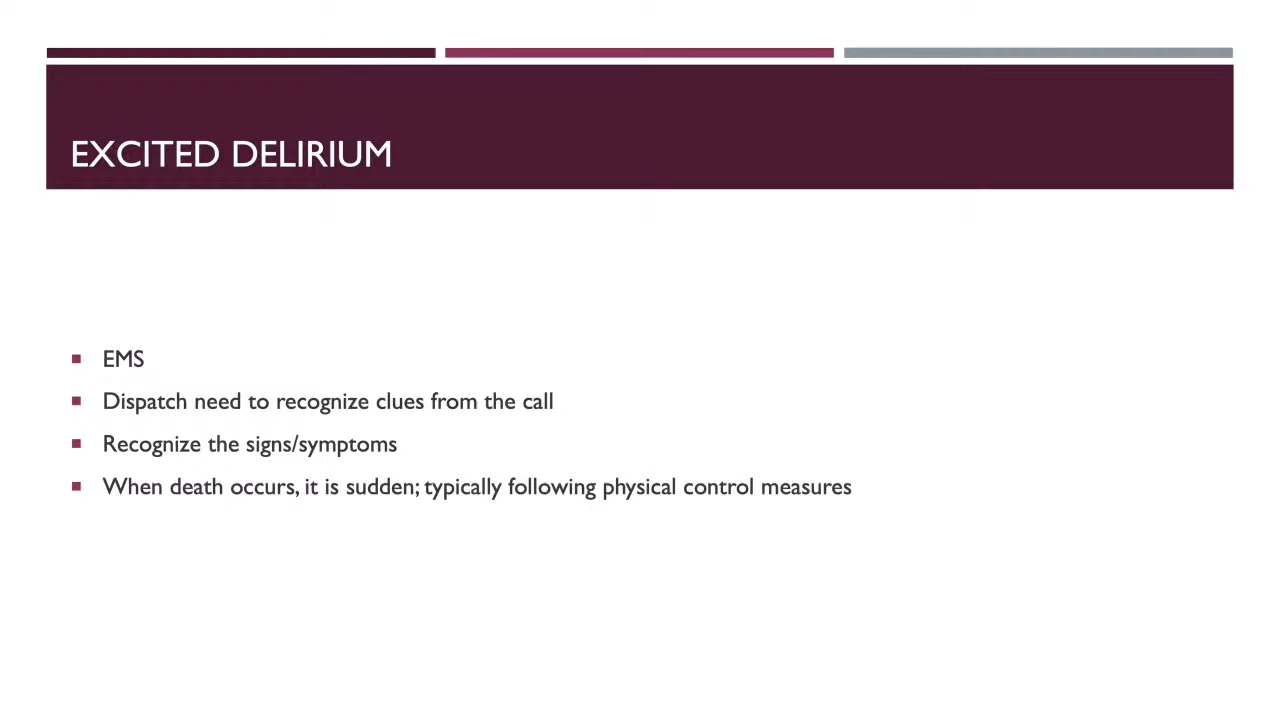 EXCITED DELIRIUM
EMS
Dispatch need to recognize clues from the call
Recognize the signs/symptoms
When death occurs, it is sudden; typically following physical control measures